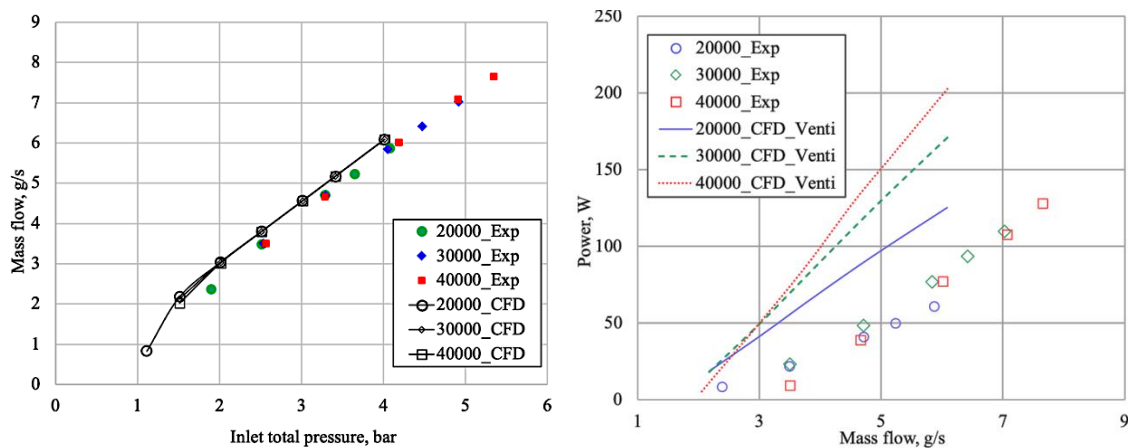 9
8
7
6
5
4
3
2
1
0
Mass flow, g/s
0 1 2 3 4 5 6
Inlet total pressure, bar
20000_Exp
30000_Exp
40000_Exp
20000_CFD
30000_CFD
40000_CFD
250
200
150
100
50
0
Power, W
1 3 5 7 9
Mass flow, g/s
20000_Exp
30000_Exp
40000_Exp
20000_CFD_Venti
30000_CFD_Venti
40000_CFD_Venti